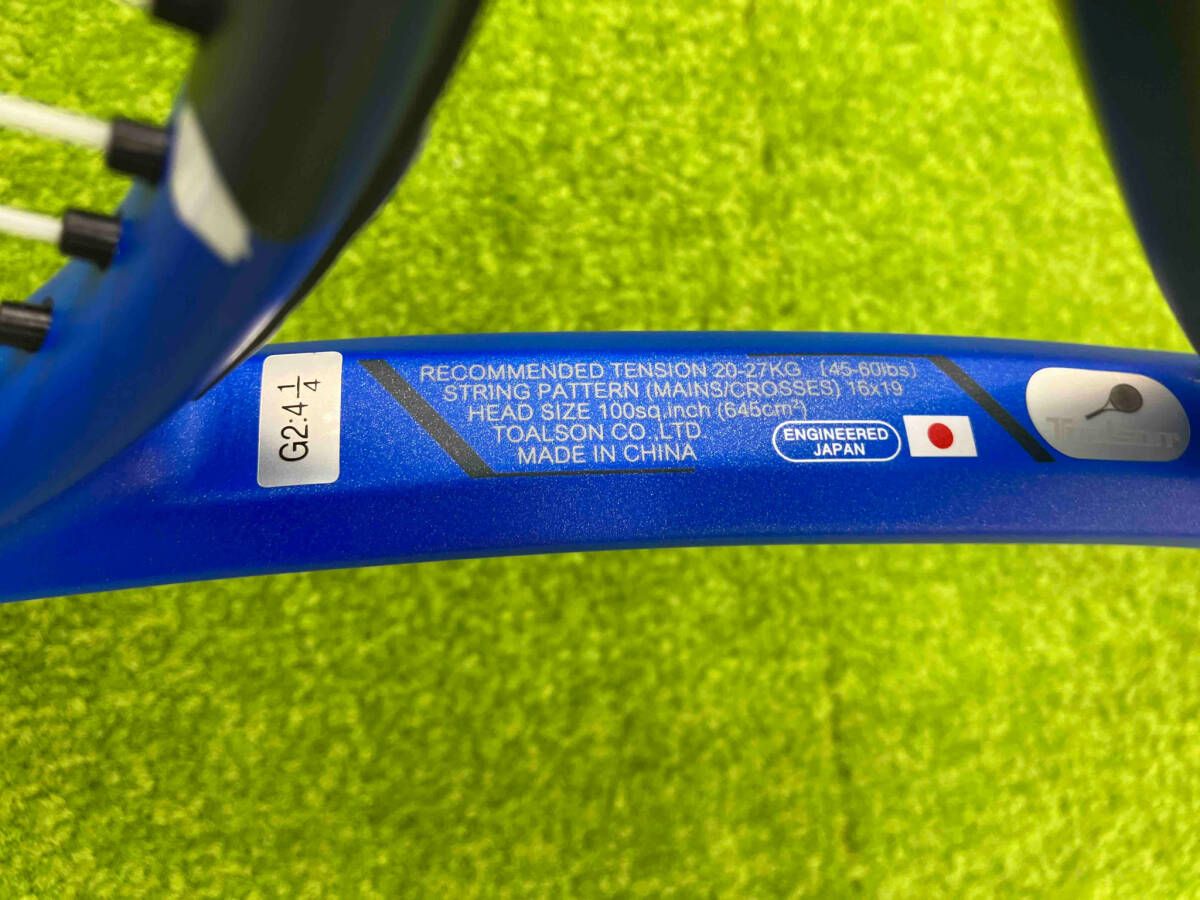 G2:4 1/4
RECOMMENDED TENSION 20-27KG [45-60lbs]
STRING PATTERN (MAINS/CROSSES) 16x19
HEAD SIZE 100sq.inch (645cm²)
TOALSON CO.,LTD
MADE IN CHINA
ENGINEERED
JAPAN
Toalson